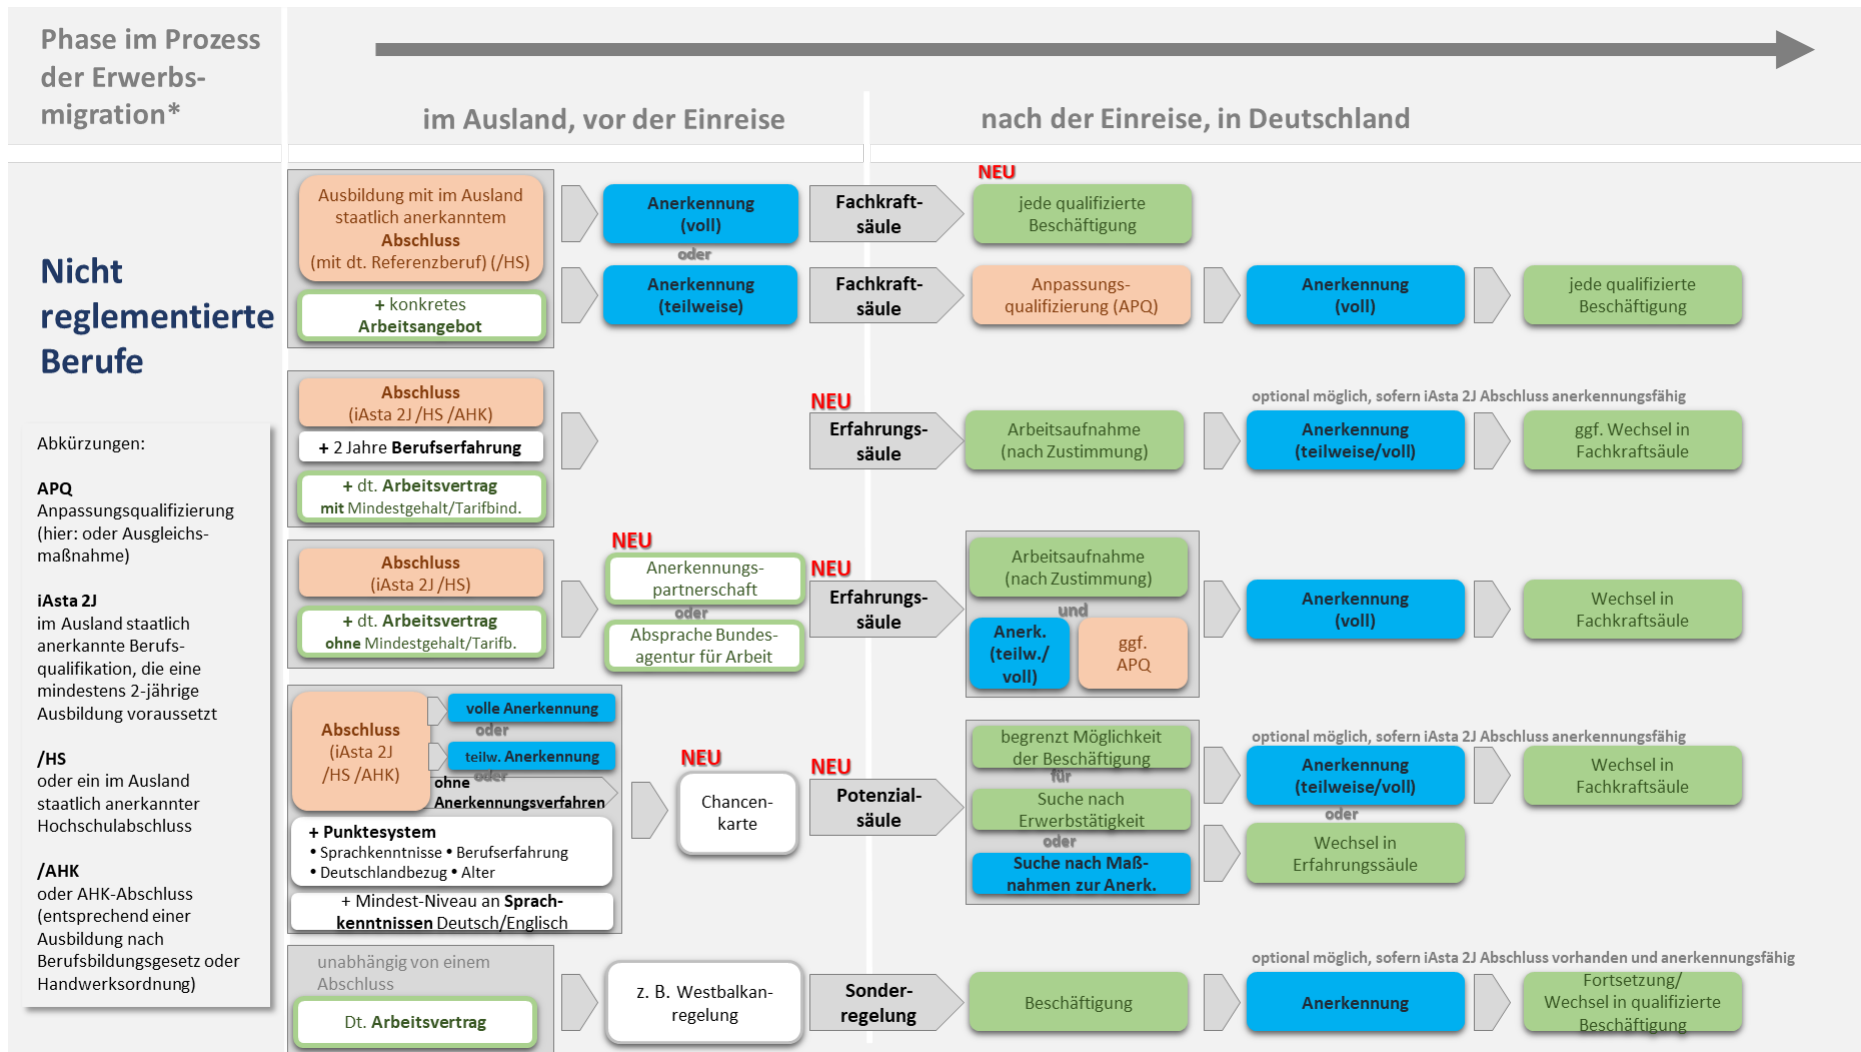 Phase im Prozess
der Erwerbs-
migration*
im Ausland, vor der Einreise
nach der Einreise, in Deutschland
Nicht
reglementierte
Berufe
Abkürzungen:
APQ
Anpassungsqualifizierung
(hier: oder Ausgleichs-
maßnahme)
iAsta 2J
im Ausland staatlich
anerkannte Berufs-
qualifikation, die eine
mindestens 2-jährige
Ausbildung voraussetzt
/HS
oder ein im Ausland
staatlich anerkannter
Hochschulabschluss
/AHK
oder AHK-Abschluss
(entsprechend einer
Ausbildung nach
Berufsbildungsgesetz oder
Handwerksordnung)
Ausbildung mit im Ausland
staatlich anerkanntem
Abschluss
(mit dt. Referenzberuf) (/HS)
+ konkretes
Arbeitsangebot
Anerkennung
(voll)
oder
Anerkennung
(teilweise)
Fachkraft-
säule
Fachkraft-
säule
NEU
jede qualifizierte
Beschäftigung
Anpassungs-
qualifizierung (APQ)
Anerkennung
(voll)
jede qualifizierte
Beschäftigung
Abschluss
(iAsta 2J /HS /AHK)
+ 2 Jahre Berufserfahrung
+ dt. Arbeitsvertrag
mit Mindestgehalt/Tarifbind.
NEU
Erfahrungs-
säule
Arbeitsaufnahme
(nach Zustimmung)
optional möglich, sofern iAsta 2J Abschluss anerkennungsfähig
Anerkennung
(teilweise/voll)
ggf. Wechsel in
Fachkraftsäule
Abschluss
(iAsta 2J /HS)
+ dt. Arbeitsvertrag
ohne Mindestgehalt/Tarifb.
NEU
Anerkennungs-
partnerschaft
oder
Absprache Bundes-
agentur für Arbeit
NEU
Erfahrungs-
säule
Arbeitsaufnahme
(nach Zustimmung)
und
Anerk.
(teilw./
voll)
ggf.
APQ
Anerkennung
(voll)
Wechsel in
Fachkraftsäule
Abschluss
(iAsta 2J
/HS /AHK)
volle Anerkennung
oder
teilw. Anerkennung
oder
ohne
Anerkennungsverfahren
+ Punktesystem
• Sprachkenntnisse • Berufserfahrung
• Deutschlandbezug • Alter
+ Mindest-Niveau an Sprach-
kenntnissen Deutsch/Englisch
NEU
Chancen-
karte
NEU
Potenzial-
säule
begrenzt Möglichkeit
der Beschäftigung
für
Suche nach
Erwerbstätigkeit
oder
Suche nach Maß-
nahmen zur Anerk.
optional möglich, sofern iAsta 2J Abschluss anerkennungsfähig
Anerkennung
(teilweise/voll)
oder
Wechsel in
Erfahrungssäule
Wechsel in
Fachkraftsäule
unabhängig von einem
Abschluss
Dt. Arbeitsvertrag
z. B. Westbalkan-
regelung
Sonder-
regelung
Beschäftigung
optional möglich, sofern iAsta 2J Abschluss vorhanden und anerkennungsfähig
Anerkennung
Fortsetzung/
Wechsel in qualifizierte
Beschäftigung